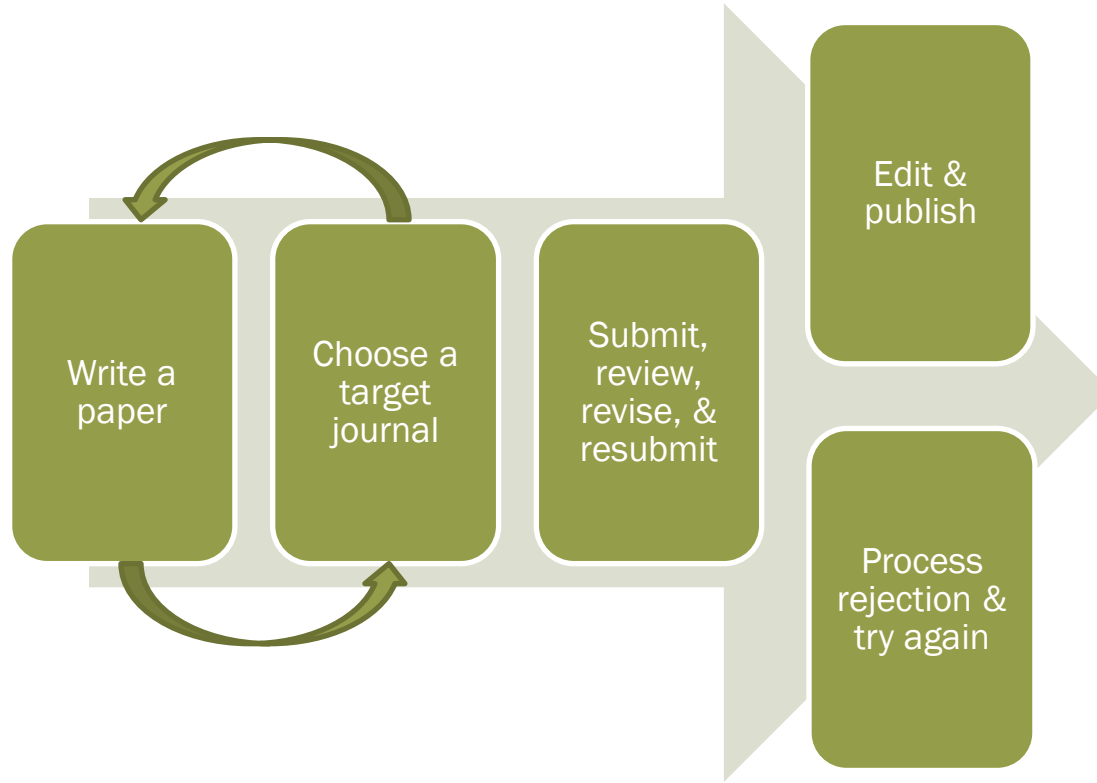 Write a
paper
Choose a
target
journal
Submit,
review,
revise, &
resubmit
Edit &
publish
Process
rejection &
try again